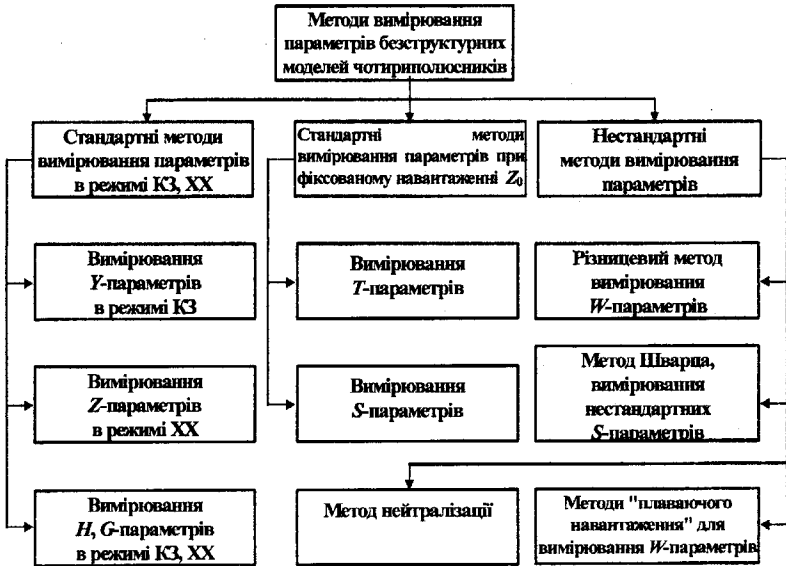 Методи вимірювання
параметрів безструктурних
моделей чотириполюсників
Стандартні методи
вимірювання параметрів
в режимі КЗ, ХХ
Стандартні методи
вимірювання параметрів при
фіксованому навантаженні Z₀
Нестандартні
методи вимірювання
параметрів
Вимірювання
Y-параметрів
в режимі КЗ
Вимірювання
T-параметрів
Різницевий метод
вимірювання
W-параметрів
Вимірювання
Z-параметрів
в режимі ХХ
Вимірювання
S-параметрів
Метод Шварца,
вимірювання
нестандартних
S-параметрів
Вимірювання
H, G-параметрів
в режимі КЗ, ХХ
Метод нейтралізації
Методи "плаваючого
навантаження" для
вимірювання W-параметрів